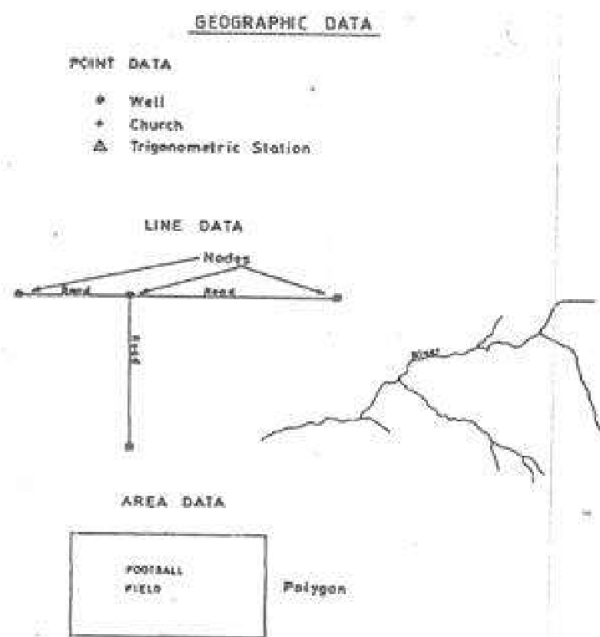 GEOGRAPHIC DATA
POINT DATA
Well
Church
Trigonometric Station
LINE DATA
Nodes
Road Road
Road
River
AREA DATA
FOOTBALL
FIELD
Polygon